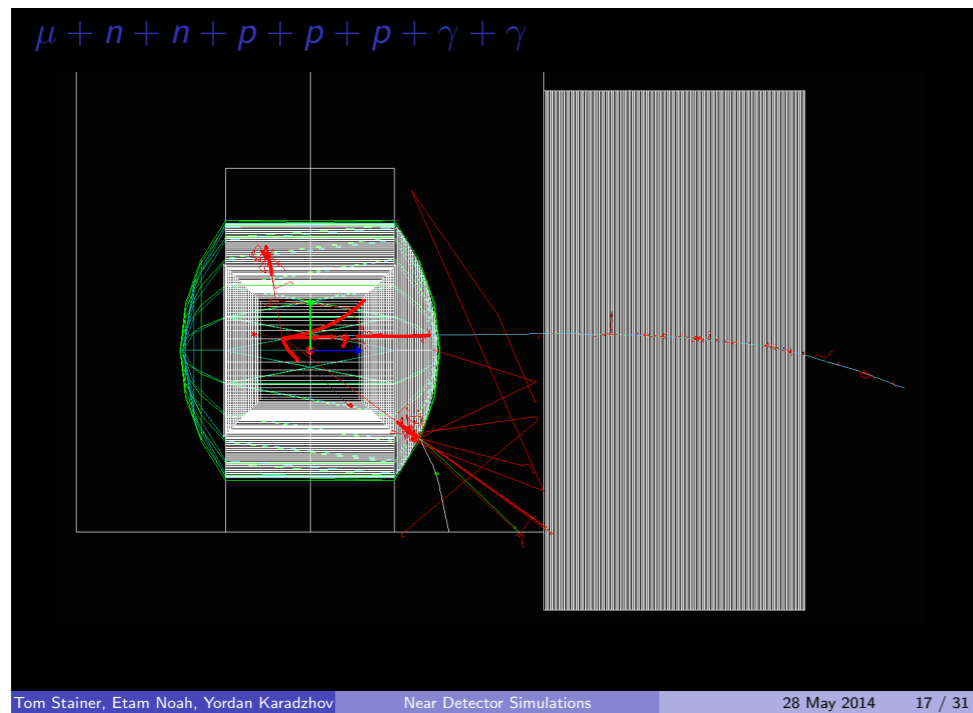 μ + n + n + p + p + p + γ + γ
Tom Stainer, Etam Noah, Yordan Karadzhov Near Detector Simulations 28 May 2014 17 / 31